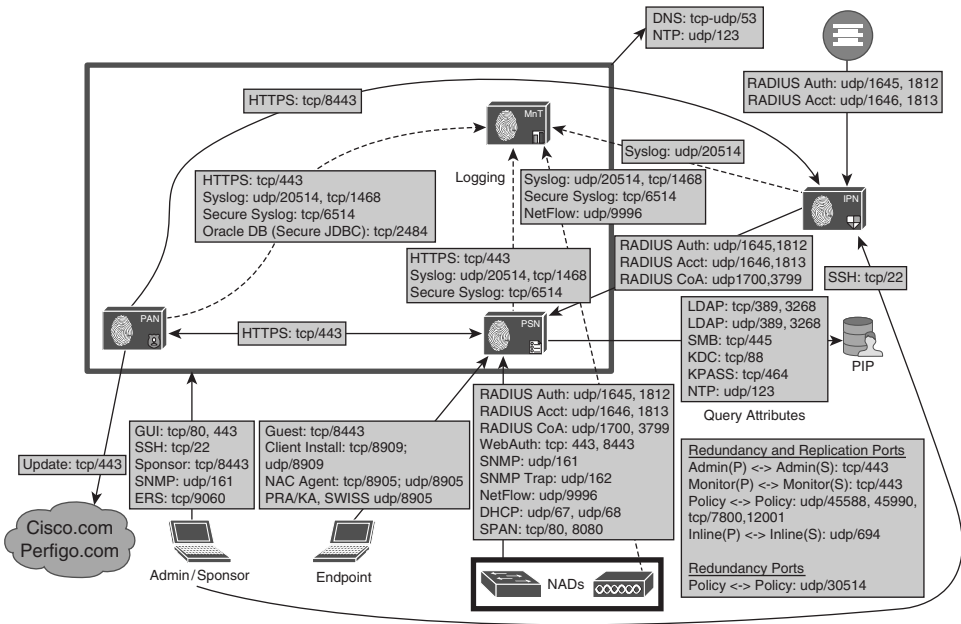 DNS: tcp-udp/53
NTP: udp/123
RADIUS Auth: udp/1645, 1812
RADIUS Acct: udp/1646, 1813
HTTPS: tcp/8443
MnT
Logging
Syslog: udp/20514
IPN
HTTPS: tcp/443
Syslog: udp/20514, tcp/1468
Secure Syslog: tcp/6514
Oracle DB (Secure JDBC): tcp/2484
Syslog: udp/20514, tcp/1468
Secure Syslog: tcp/6514
NetFlow: udp/9996
HTTPS: tcp/443
Syslog: udp/20514, tcp/1468
Secure Syslog: tcp/6514
RADIUS Auth: udp/1645,1812
RADIUS Acct: udp/1646,1813
RADIUS CoA: udp1700,3799
SSH: tcp/22
PAN
HTTPS: tcp/443
PSN
LDAP: tcp/389, 3268
LDAP: udp/389, 3268
SMB: tcp/445
KDC: tcp/88
KPASS: tcp/464
NTP: udp/123
PIP
Query Attributes
Update: tcp/443
Cisco.com
Perfigo.com
GUI: tcp/80, 443
SSH: tcp/22
Sponsor: tcp/8443
SNMP: udp/161
ERS: tcp/9060
Admin/Sponsor
Guest: tcp/8443
Client Install: tcp/8909;
udp/8909
NAC Agent: tcp/8905; udp/8905
PRA/KA, SWISS udp/8905
Endpoint
RADIUS Auth: udp/1645, 1812
RADIUS Acct: udp/1646, 1813
RADIUS CoA: udp/1700, 3799
WebAuth: tcp: 443, 8443
SNMP: udp/161
SNMP Trap: udp/162
NetFlow: udp/9996
DHCP: udp/67, udp/68
SPAN: tcp/80, 8080
NADs
Redundancy and Replication Ports
Admin(P) <-> Admin(S): tcp/443
Monitor(P) <-> Monitor(S): tcp/443
Policy <-> Policy: udp/45588, 45990,
tcp/7800,12001
Inline(P) <-> Inline(S): udp/694
Redundancy Ports
Policy <-> Policy: udp/30514